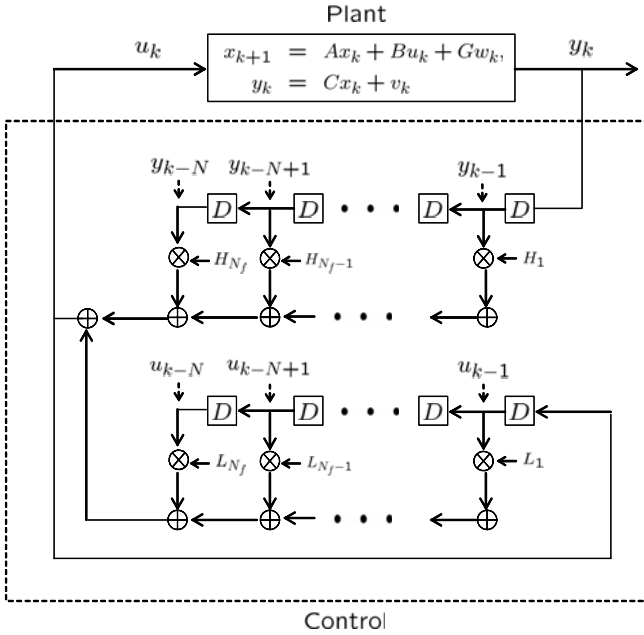 Plant
u_k
x_{k+1} = Ax_k + Bu_k + Gw_k,
y_k = Cx_k + v_k
y_k
y_{k−N} y_{k−N+1} y_{k−1}
D D • • • D D
H_{N_f} H_{N_f−1} H_1
• • •
u_{k−N} u_{k−N+1} u_{k−1}
D D • • • D D
L_{N_f} L_{N_f−1} L_1
• • •
Control